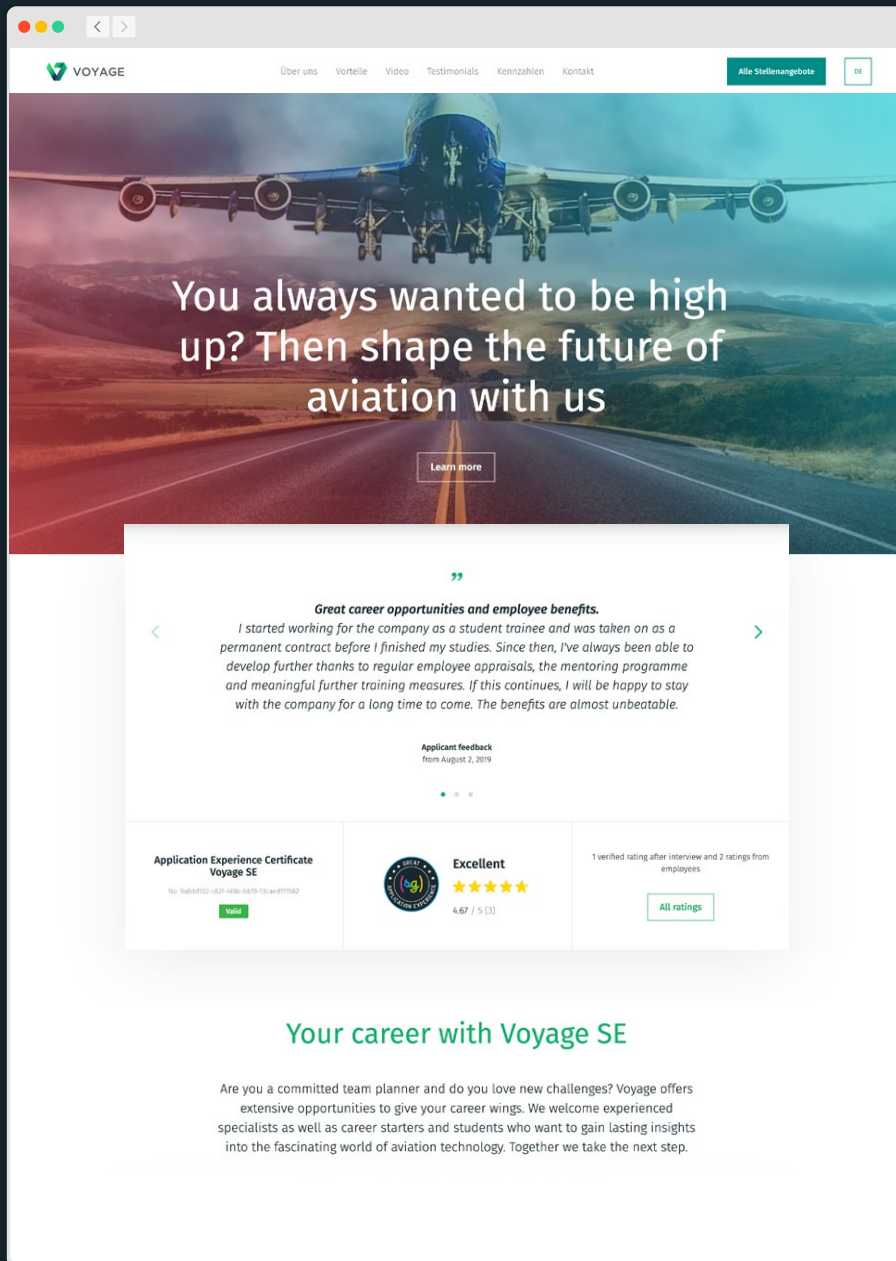 VOYAGE
Über uns Vorteile Video Testimonials Kennzahlen Kontakt
Alle Stellenangebote
DE
You always wanted to be high
up? Then shape the future of
aviation with us
Learn more
”
Great career opportunities and employee benefits.
I started working for the company as a student trainee and was taken on as a
permanent contract before I finished my studies. Since then, I've always been able to
develop further thanks to regular employee appraisals, the mentoring programme
and meaningful further training measures. If this continues, I will be happy to stay
with the company for a long time to come. The benefits are almost unbeatable.
Applicant feedback
from August 2, 2019
Application Experience Certificate
Voyage SE
No.
Valid
GREAT
(sg)
APPLICATION EXPERIENCE
Excellent
4.67 / 5 (3)
1 verified rating after interview and 2 ratings from
employees
All ratings
Your career with Voyage SE
Are you a committed team planner and do you love new challenges? Voyage offers
extensive opportunities to give your career wings. We welcome experienced
specialists as well as career starters and students who want to gain lasting insights
into the fascinating world of aviation technology. Together we take the next step.